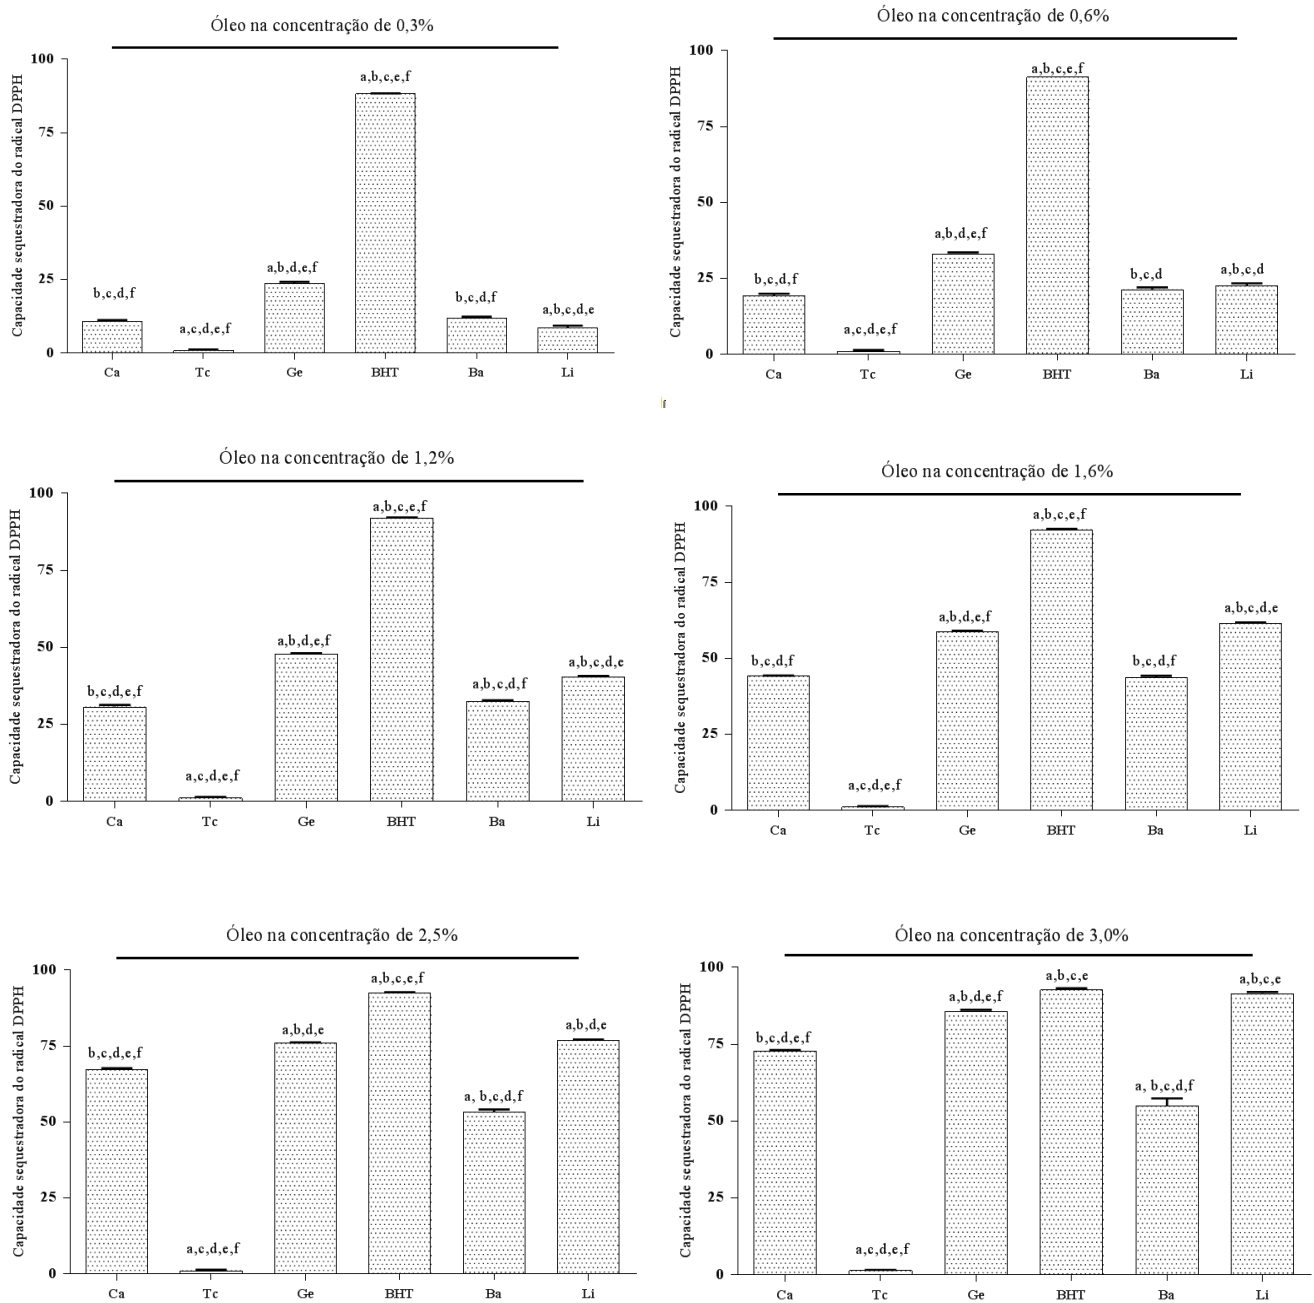 Óleo na concentração de 0,3%
Capacidade sequestradora do radical DPPH
100
75
50
25
0
b,c,d,f
a,c,d,e,f
a,b,d,e,f
a,b,c,e,f
b,c,d,f
a,b,c,d,e
Ca Tc Ge BHT Ba Li
Óleo na concentração de 0,6%
Capacidade sequestradora do radical DPPH
100
75
50
25
0
b,c,d,f
a,c,d,e,f
a,b,d,e,f
a,b,c,e,f
b,c,d
a,b,c,d
Ca Tc Ge BHT Ba Li
Óleo na concentração de 1,2%
Capacidade sequestradora do radical DPPH
100
75
50
25
0
b,c,d,e,f
a,c,d,e,f
a,b,d,e,f
a,b,c,e,f
a,b,c,d,f
a,b,c,d,e
Ca Tc Ge BHT Ba Li
Óleo na concentração de 1,6%
Capacidade sequestradora do radical DPPH
100
75
50
25
0
b,c,d,f
a,c,d,e,f
a,b,d,e,f
a,b,c,e,f
b,c,d,f
a,b,c,d,e
Ca Tc Ge BHT Ba Li
Óleo na concentração de 2,5%
Capacidade sequestradora do radical DPPH
100
75
50
25
0
b,c,d,e,f
a,c,d,e,f
a,b,d,e
a,b,c,e,f
a, b,c,d,f
a,b,d,e
Ca Tc Ge BHT Ba Li
Óleo na concentração de 3,0%
Capacidade sequestradora do radical DPPH
100
75
50
25
0
b,c,d,e,f
a,c,d,e,f
a,b,d,e,f
a,b,c,e
a, b,c,d,f
a,b,c,e
Ca Tc Ge BHT Ba Li